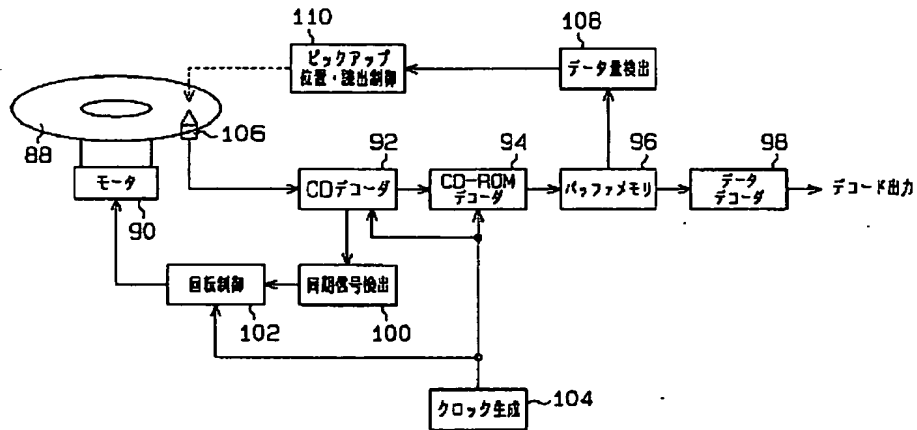 110
ピックアップ
位置・読出制御
108
データ量検出
88
106
モータ
90
92
CDデコーダ
94
CD-ROM
デコーダ
96
バッファメモリ
98
データ
デコーダ
デコード出力
回転制御
102
同期信号検出
100
クロック生成
104